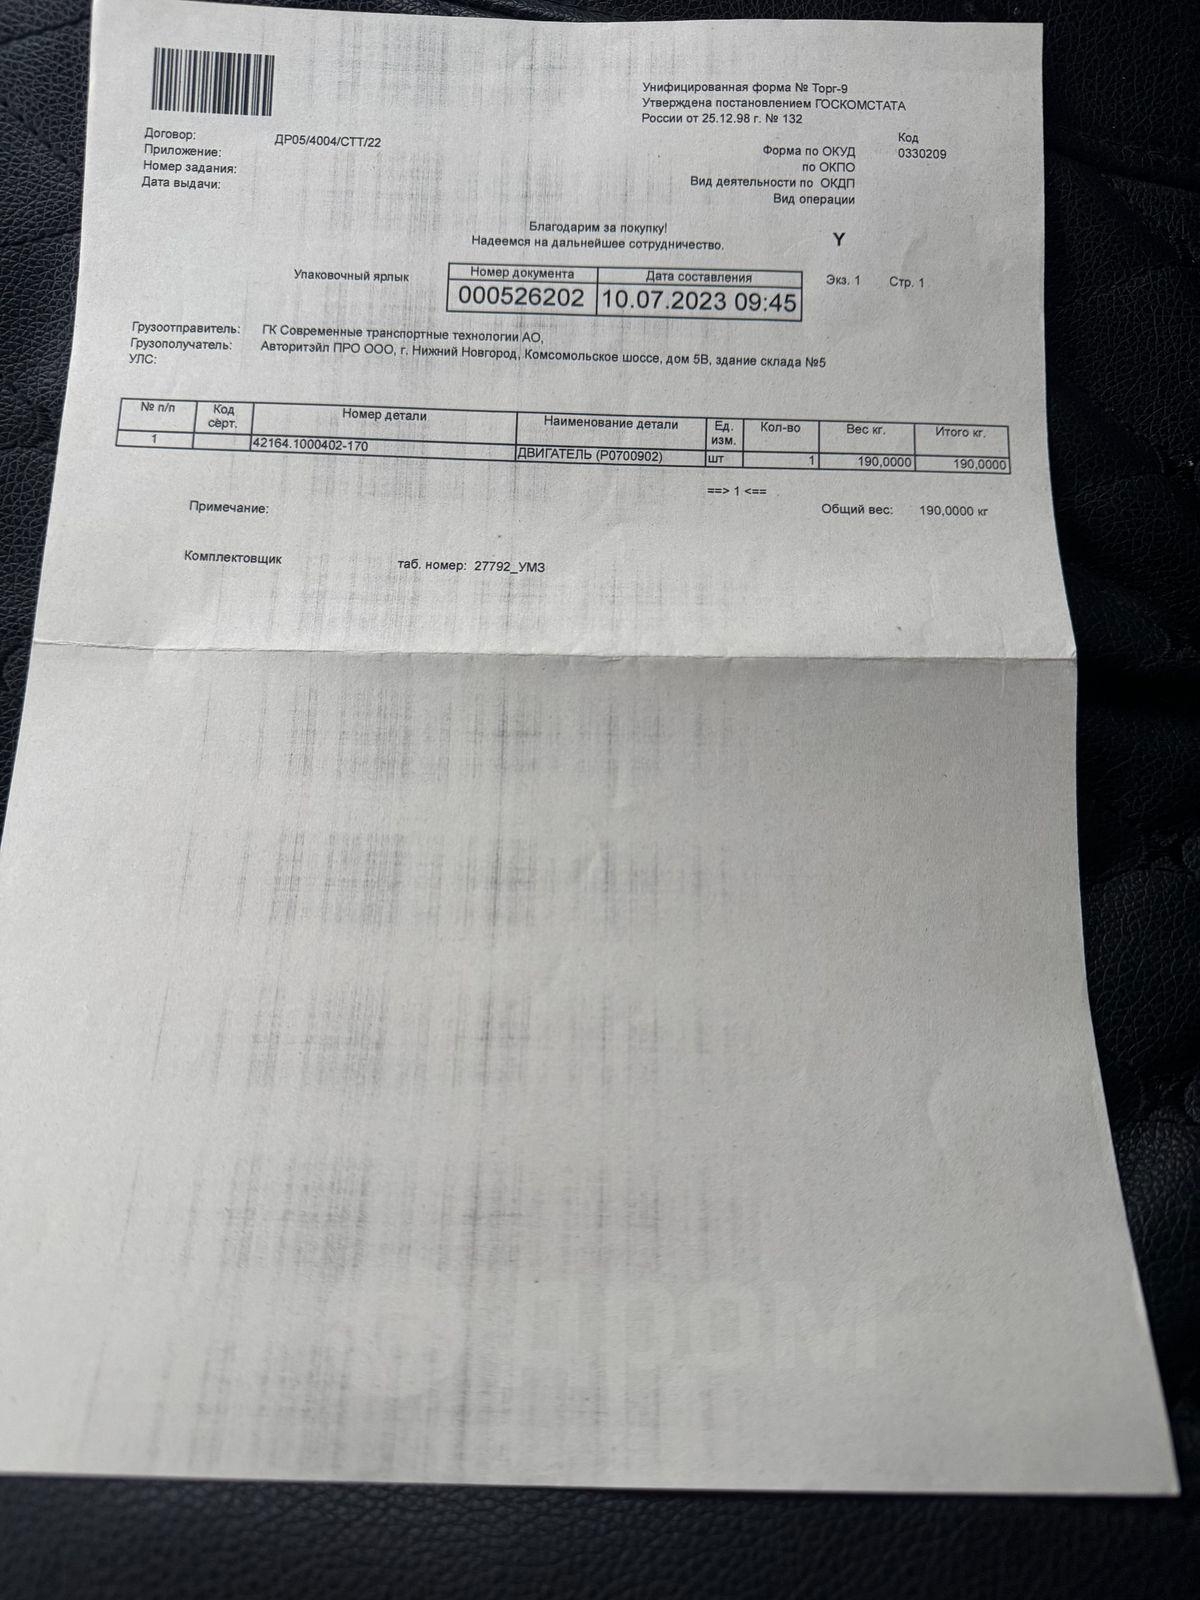 Унифицированная форма № Торг-9
Утверждена постановлением ГОСКОМСТАТА
России от 25.12.98 г. № 132
Договор: ДР05/4004/СТТ/22
Приложение:
Номер задания:
Дата выдачи:
Код
Форма по ОКУД 0330209
по ОКПО
Вид деятельности по ОКДП
Вид операции
Благодарим за покупку!
Надеемся на дальнейшее сотрудничество.
Y
Упаковочный ярлык
Номер документа Дата составления
000526202 10.07.2023 09:45
Экз. 1 Стр. 1
Грузоотправитель: ГК Современные транспортные технологии АО,
Грузополучатель: Авторитэйл ПРО ООО, г. Нижний Новгород, Комсомольское шоссе, дом 5В, здание склада №5
УЛС:
№ п/п Код серт. Номер детали Наименование детали Ед. изм. Кол-во Вес кг. Итого кг.
1 42164.1000402-170 ДВИГАТЕЛЬ (Р0700902) шт 1 190,0000 190,0000
==> 1 <==
Примечание:
Общий вес: 190,0000 кг
Комплектовщик таб. номер: 27792_УМЗ